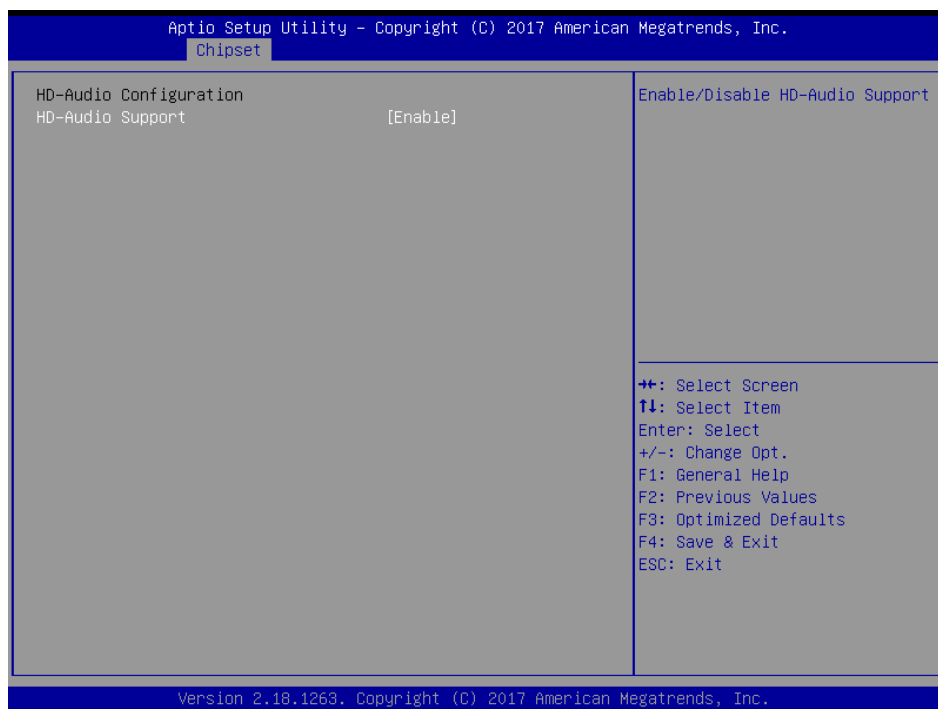 Aptio Setup Utility – Copyright (C) 2017 American Megatrends, Inc.
Chipset
HD-Audio Configuration
HD-Audio Support [Enable]
Enable/Disable HD-Audio Support
→←: Select Screen
↑↓: Select Item
Enter: Select
+/-: Change Opt.
F1: General Help
F2: Previous Values
F3: Optimized Defaults
F4: Save & Exit
ESC: Exit
Version 2.18.1263. Copyright (C) 2017 American Megatrends, Inc.